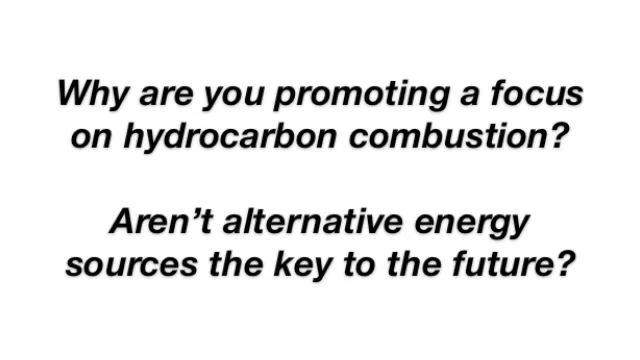 Why are you promoting a focus
on hydrocarbon combustion?
Aren’t alternative energy
sources the key to the future?